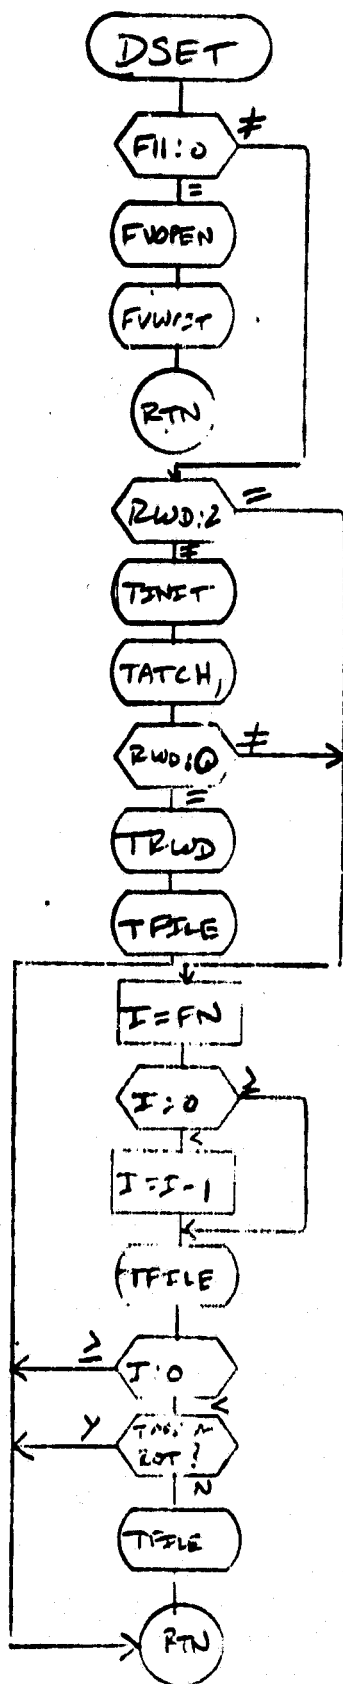 DSET
F11:0
≠
=
FVOPEN
RTN
RWD:2
=
≠
TINIT
TATCH,
RWD:0
≠
=
TRWD
TFILE
I=FN
I:0
≥
<
I=I-1
TFILE
≥
I:0
<
Y
BOT?
N
TFILE
RTN